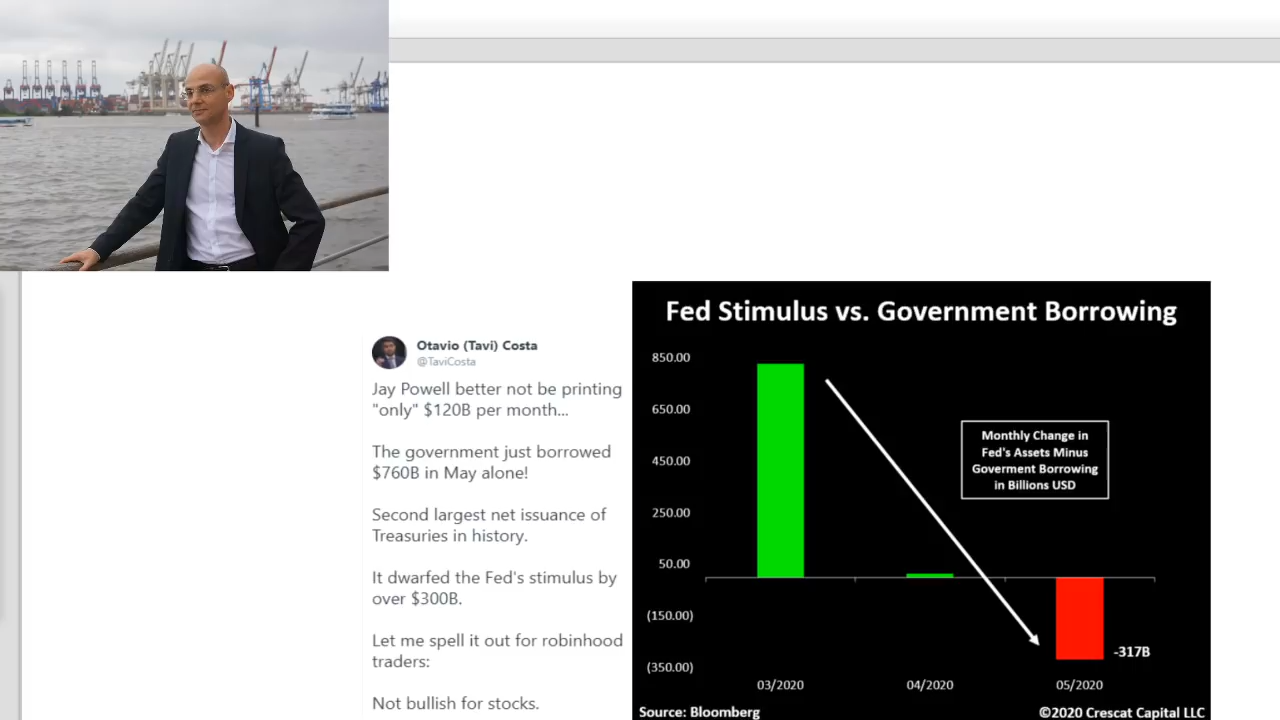 Otavio (Tavi) Costa
@TaviCosta
Jay Powell better not be printing
"only" $120B per month...
The government just borrowed
$760B in May alone!
Second largest net issuance of
Treasuries in history.
It dwarfed the Fed's stimulus by
over $300B.
Let me spell it out for robinhood
traders:
Not bullish for stocks.
Fed Stimulus vs. Government Borrowing
850.00
650.00
450.00
250.00
50.00
(150.00)
(350.00)
Monthly Change in
Fed's Assets Minus
Goverment Borrowing
in Billions USD
-317B
03/2020
04/2020
05/2020
Source: Bloomberg
©2020 Crescat Capital LLC